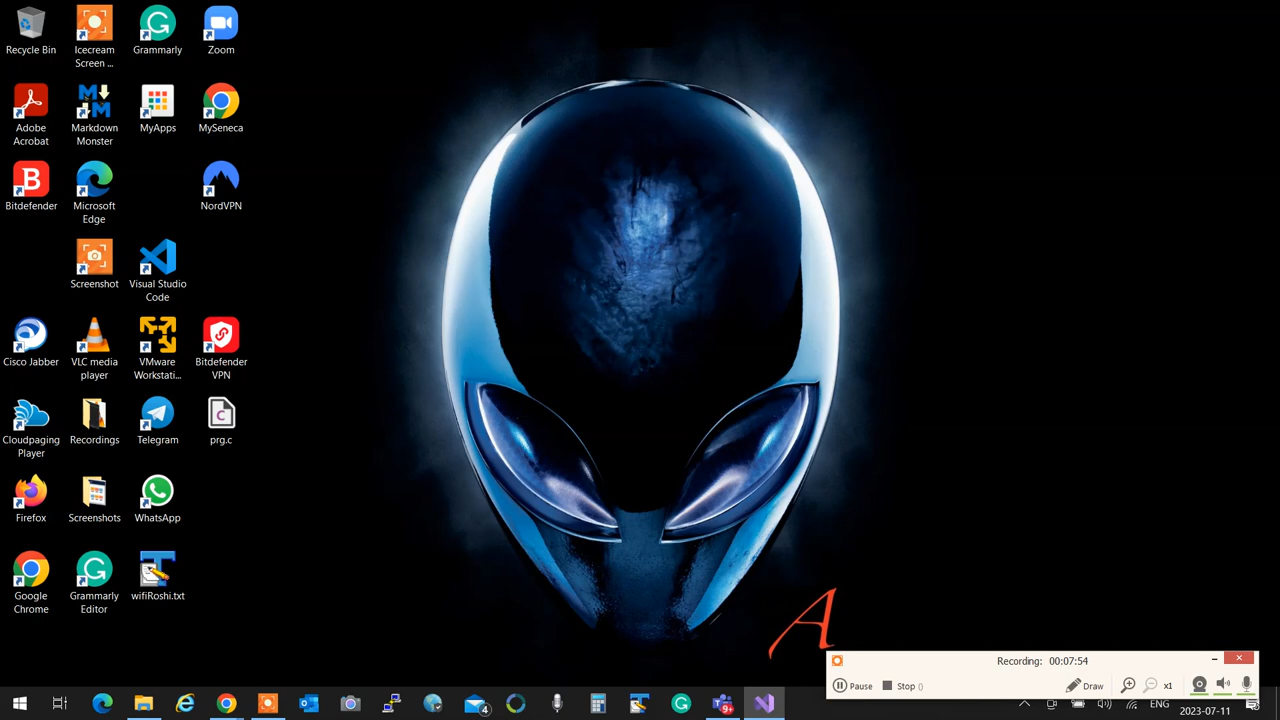 Recycle Bin
Icecream
Screen ...
Grammarly
Zoom
Adobe
Acrobat
Markdown
Monster
MyApps
MySeneca
Bitdefender
Microsoft
Edge
NordVPN
Screenshot
Visual Studio
Code
Cisco Jabber
VLC media
player
VMware
Workstati...
Bitdefender
VPN
Cloudpaging
Player
Recordings
Telegram
prg.c
Firefox
Screenshots
WhatsApp
Google
Chrome
Grammarly
Editor
wifiRoshi.txt
A
Recording: 00:07:54
Pause
Stop ()
Draw
x1
4
9+
ENG
2023-07-11